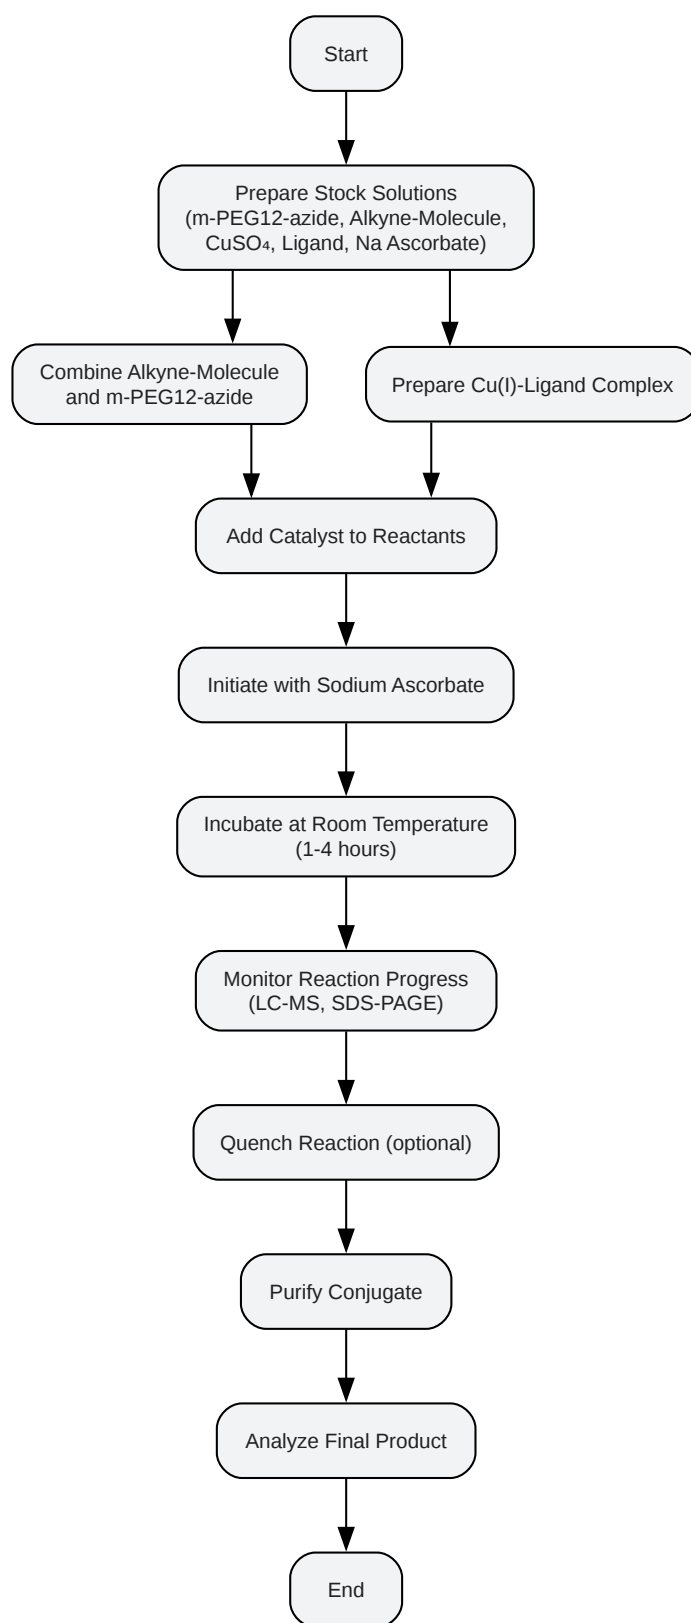 Start
Prepare Stock Solutions
(m-PEG12-azide, Alkyne-Molecule,
CuSO₄, Ligand, Na Ascorbate)
Combine Alkyne-Molecule
and m-PEG12-azide
Prepare Cu(I)-Ligand Complex
Add Catalyst to Reactants
Initiate with Sodium Ascorbate
Incubate at Room Temperature
(1-4 hours)
Monitor Reaction Progress
(LC-MS, SDS-PAGE)
Quench Reaction (optional)
Purify Conjugate
Analyze Final Product
End